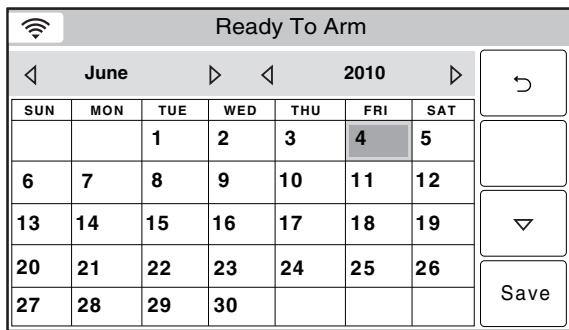 Ready To Arm
June 2010
SUN MON TUE WED THU FRI SAT
1 2 3 4 5
6 7 8 9 10 11 12
13 14 15 16 17 18 19
20 21 22 23 24 25 26
27 28 29 30
Save